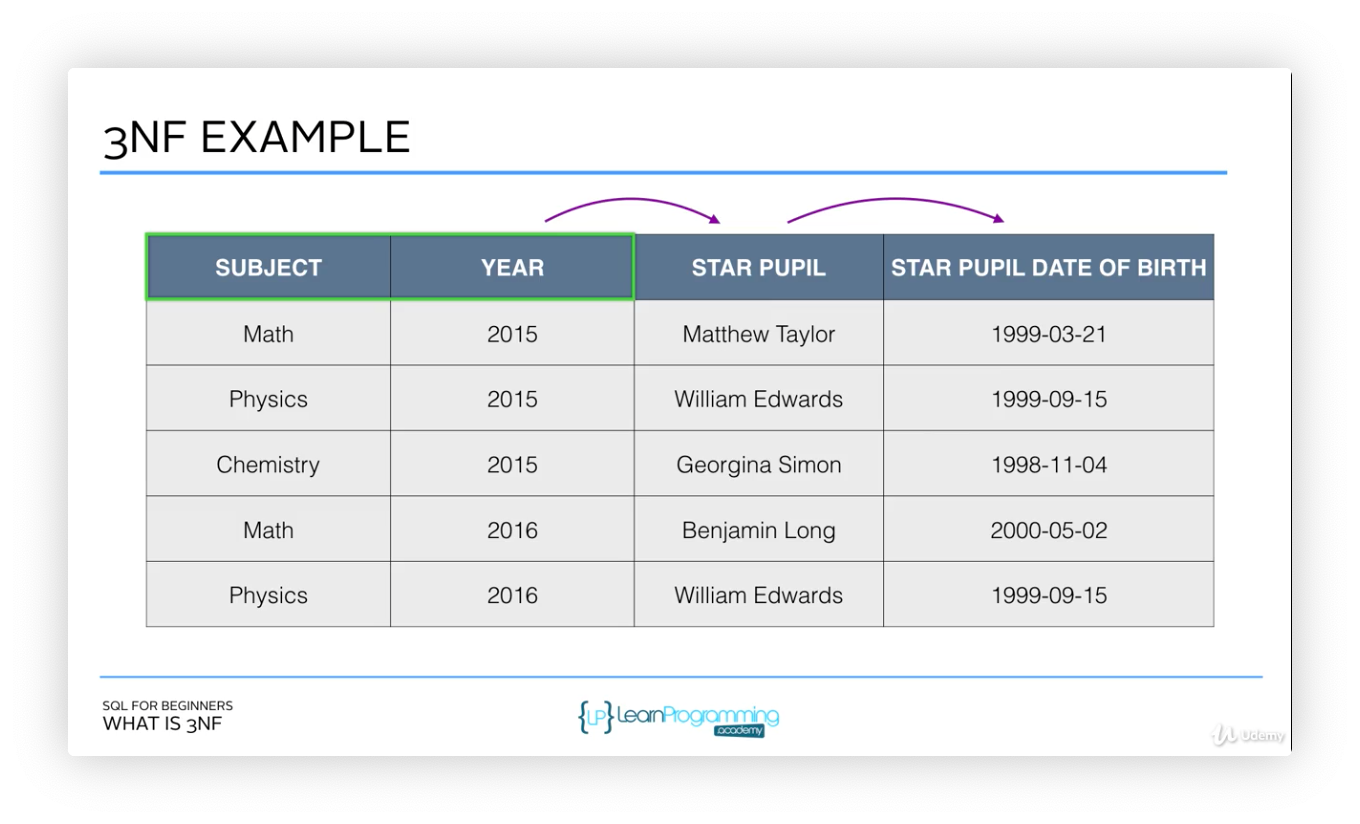 3NF EXAMPLE
SUBJECT YEAR STAR PUPIL STAR PUPIL DATE OF BIRTH
Math 2015 Matthew Taylor 1999-03-21
Physics 2015 William Edwards 1999-09-15
Chemistry 2015 Georgina Simon 1998-11-04
Math 2016 Benjamin Long 2000-05-02
Physics 2016 William Edwards 1999-09-15
SQL FOR BEGINNERS
WHAT IS 3NF
{LP} LearnProgramming
.academy
Udemy